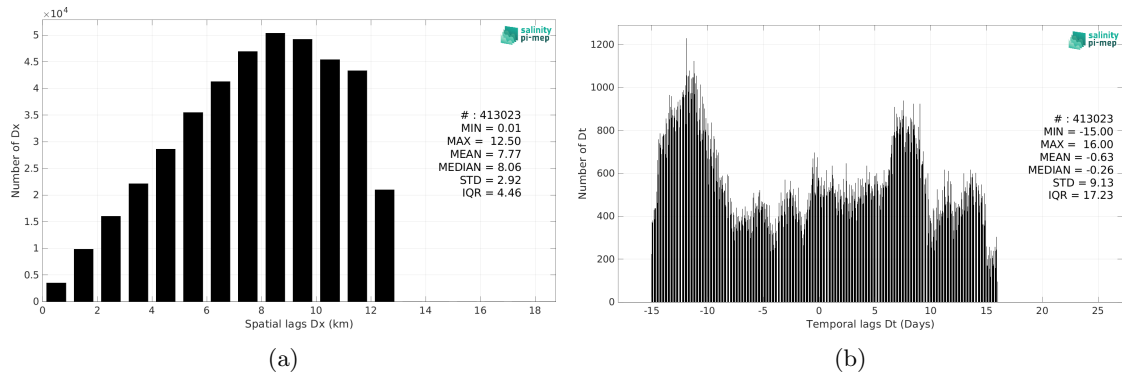 ×10⁴
5
4.5
4
3.5
3
2.5
2
1.5
1
0.5
0
Number of Dx
0 2 4 6 8 10 12 14 16 18
Spatial lags Dx (km)
salinity
pi-mep
# : 413023
MIN = 0.01
MAX = 12.50
MEAN = 7.77
MEDIAN = 8.06
STD = 2.92
IQR = 4.46
(a)
1200
1000
800
600
400
200
0
Number of Dt
-15 -10 -5 0 5 10 15 20 25
Temporal lags Dt (Days)
salinity
pi-mep
# : 413023
MIN = -15.00
MAX = 16.00
MEAN = -0.63
MEDIAN = -0.26
STD = 9.13
IQR = 17.23
(b)